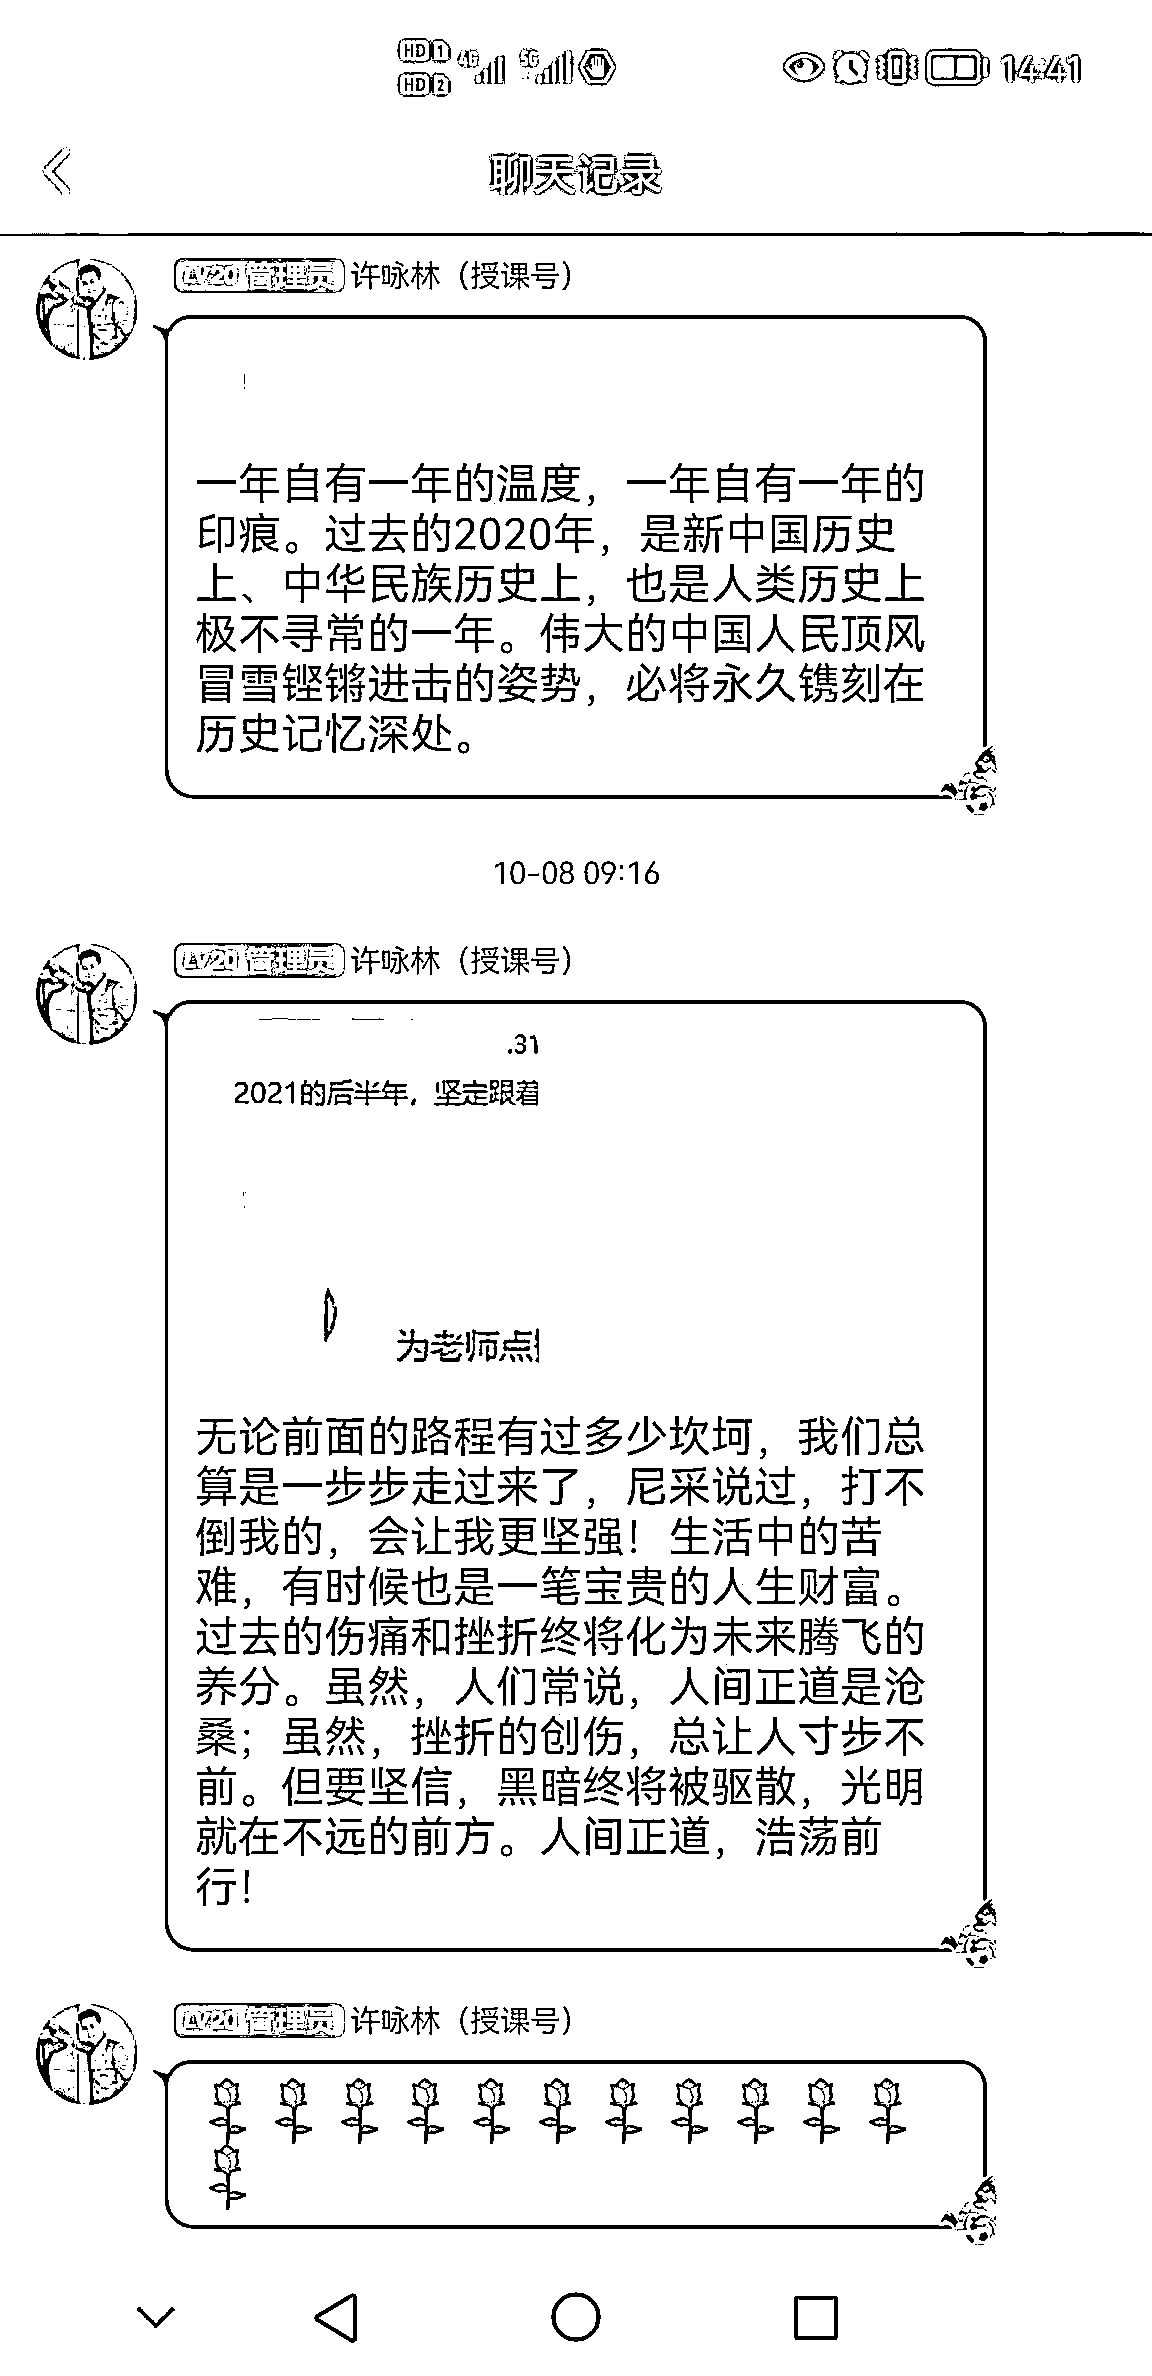 HD 1 4G 5G
HD 2
14:41
聊天记录
LV20 管理员 许咏林（授课号）
一年自有一年的温度，一年自有一年的
印痕。过去的2020年，是新中国历史
上、中华民族历史上，也是人类历史上
极不寻常的一年。伟大的中国人民顶风
冒雪铿锵进击的姿势，必将永久镌刻在
历史记忆深处。
10-08 09:16
LV20 管理员 许咏林（授课号）
.31
2021的后半年，坚定跟着
为老师点
无论前面的路程有过多少坎坷，我们总
算是一步步走过来了，尼采说过，打不
倒我的，会让我更坚强！生活中的苦
难，有时候也是一笔宝贵的人生财富。
过去的伤痛和挫折终将化为未来腾飞的
养分。虽然，人们常说，人间正道是沧
桑；虽然，挫折的创伤，总让人寸步不
前。但要坚信，黑暗终将被驱散，光明
就在不远的前方。人间正道，浩荡前
行！
LV20 管理员 许咏林（授课号）